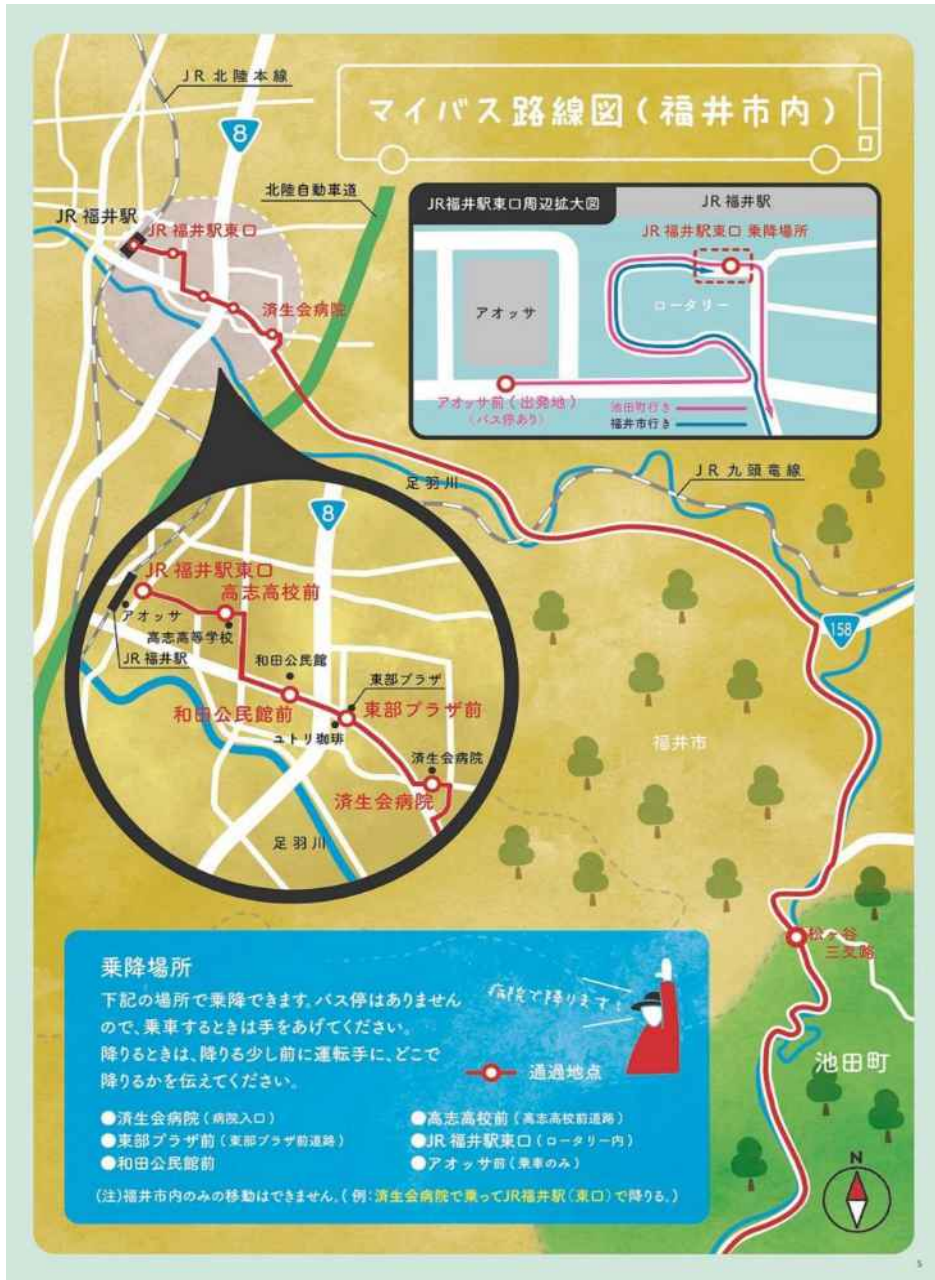 JR 北陸本線
8
マイバス路線図（福井市内）
北陸自動車道
JR 福井駅
JR 福井駅東口
済生会病院
JR福井駅東口周辺拡大図
JR 福井駅
JR 福井駅東口 乗降場所
アオッサ
ロータリー
アオッサ前（出発地）
（バス停あり）
池田町行き
福井市行き
足羽川
JR 九頭竜線
8
JR 福井駅東口
高志高校前
アオッサ
高志高等学校
JR 福井駅
和田公民館
東部プラザ
和田公民館前
東部プラザ前
ユトリ珈琲
済生会病院
済生会病院
足羽川
158
福井市
松ヶ谷
三叉路
池田町
乗降場所
下記の場所で乗降できます。バス停はありません
ので、乗車するときは手をあげてください。
降りるときは、降りる少し前に運転手に、どこで
降りるかを伝えてください。
病院で降ります！
通過地点
●済生会病院（病院入口）
●東部プラザ前（東部プラザ前道路）
●和田公民館前
●高志高校前（高志高校前道路）
●JR 福井駅東口（ロータリー内）
●アオッサ前（乗車のみ）
(注)福井市内のみの移動はできません。（例：済生会病院で乗ってJR福井駅（東口）で降りる。）
N
5